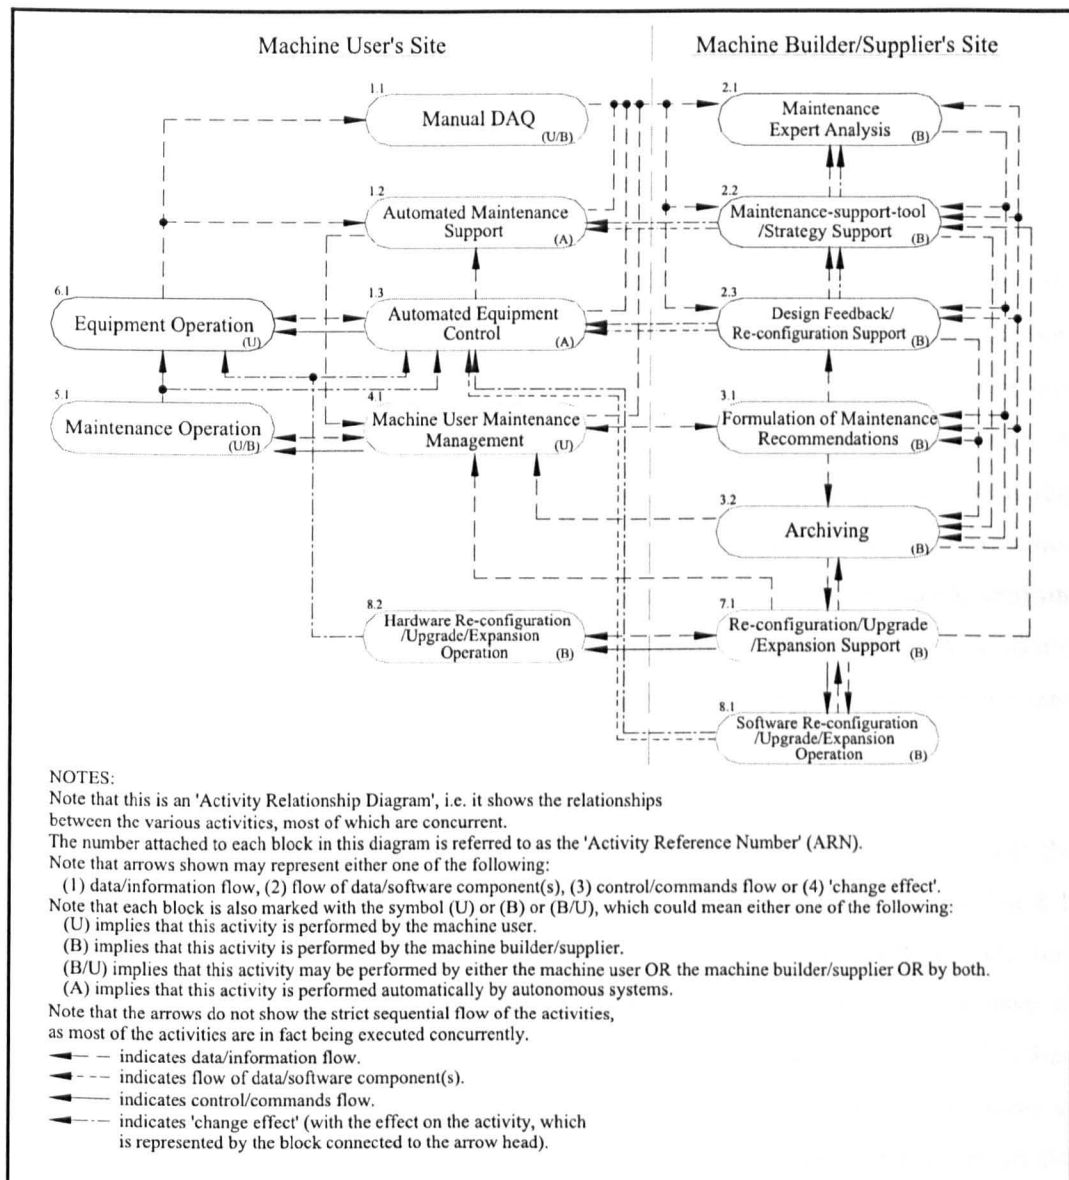 Machine User's Site
Machine Builder/Supplier's Site
1.1
Manual DAQ
(U/B)
2.1
Maintenance
Expert Analysis
(B)
1.2
Automated Maintenance
Support
(A)
2.2
Maintenance-support-tool
/Strategy Support
(B)
6.1
Equipment Operation
(U)
1.3
Automated Equipment
Control
(A)
2.3
Design Feedback/
Re-configuration Support
(B)
5.1
Maintenance Operation
(U/B)
4.1
Machine User Maintenance
Management
(U)
3.1
Formulation of Maintenance
Recommendations
(B)
3.2
Archiving
(B)
8.2
Hardware Re-configuration
/Upgrade/Expansion
Operation
(B)
7.1
Re-configuration/Upgrade
/Expansion Support
(B)
8.1
Software Re-configuration
/Upgrade/Expansion
Operation
(B)
NOTES:
Note that this is an 'Activity Relationship Diagram', i.e. it shows the relationships
between the various activities, most of which are concurrent.
The number attached to each block in this diagram is referred to as the 'Activity Reference Number' (ARN).
Note that arrows shown may represent either one of the following:
(1) data/information flow, (2) flow of data/software component(s), (3) control/commands flow or (4) 'change effect'.
Note that each block is also marked with the symbol (U) or (B) or (B/U), which could mean either one of the following:
(U) implies that this activity is performed by the machine user.
(B) implies that this activity is performed by the machine builder/supplier.
(B/U) implies that this activity may be performed by either the machine user OR the machine builder/supplier OR by both.
(A) implies that this activity is performed automatically by autonomous systems.
Note that the arrows do not show the strict sequential flow of the activities,
as most of the activities are in fact being executed concurrently.
indicates data/information flow.
indicates flow of data/software component(s).
indicates control/commands flow.
indicates 'change effect' (with the effect on the activity, which
is represented by the block connected to the arrow head).